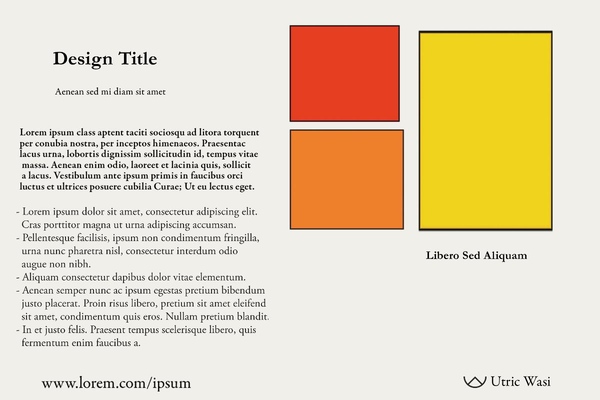 Design Title
Aenean sed mi diam sit amet
Lorem ipsum class aptent taciti sociosqu ad litora torquent
per conubia nostra, per inceptos himenaeos. Praesentac
lacus urna, lobortis dignissim sollicitudin id, tempus vitae
massa. Aenean enim odio, laoreet et lacinia quis, sollicit
a lacus. Vestibulum ante ipsum primis in faucibus orci
luctus et ultrices posuere cubilia Curae; Ut eu lectus eget.
- Lorem ipsum dolor sit amet, consectetur adipiscing elit.
Cras porttitor magna ut urna adipiscing accumsan.
- Pellentesque facilisis, ipsum non condimentum fringilla,
urna nunc pharetra nisl, consectetur interdum odio
augue non nibh.
- Aliquam consectetur dapibus dolor vitae elementum.
- Aenean semper nunc ac ipsum egestas pretium bibendum
justo placerat. Proin risus libero, pretium sit amet eleifend
sit amet, condimentum quis eros. Nullam pretium blandit.
- In et justo felis. Praesent tempus scelerisque libero, quis
fermentum enim faucibus a.
Libero Sed Aliquam
www.lorem.com/ipsum
Utric Wasi